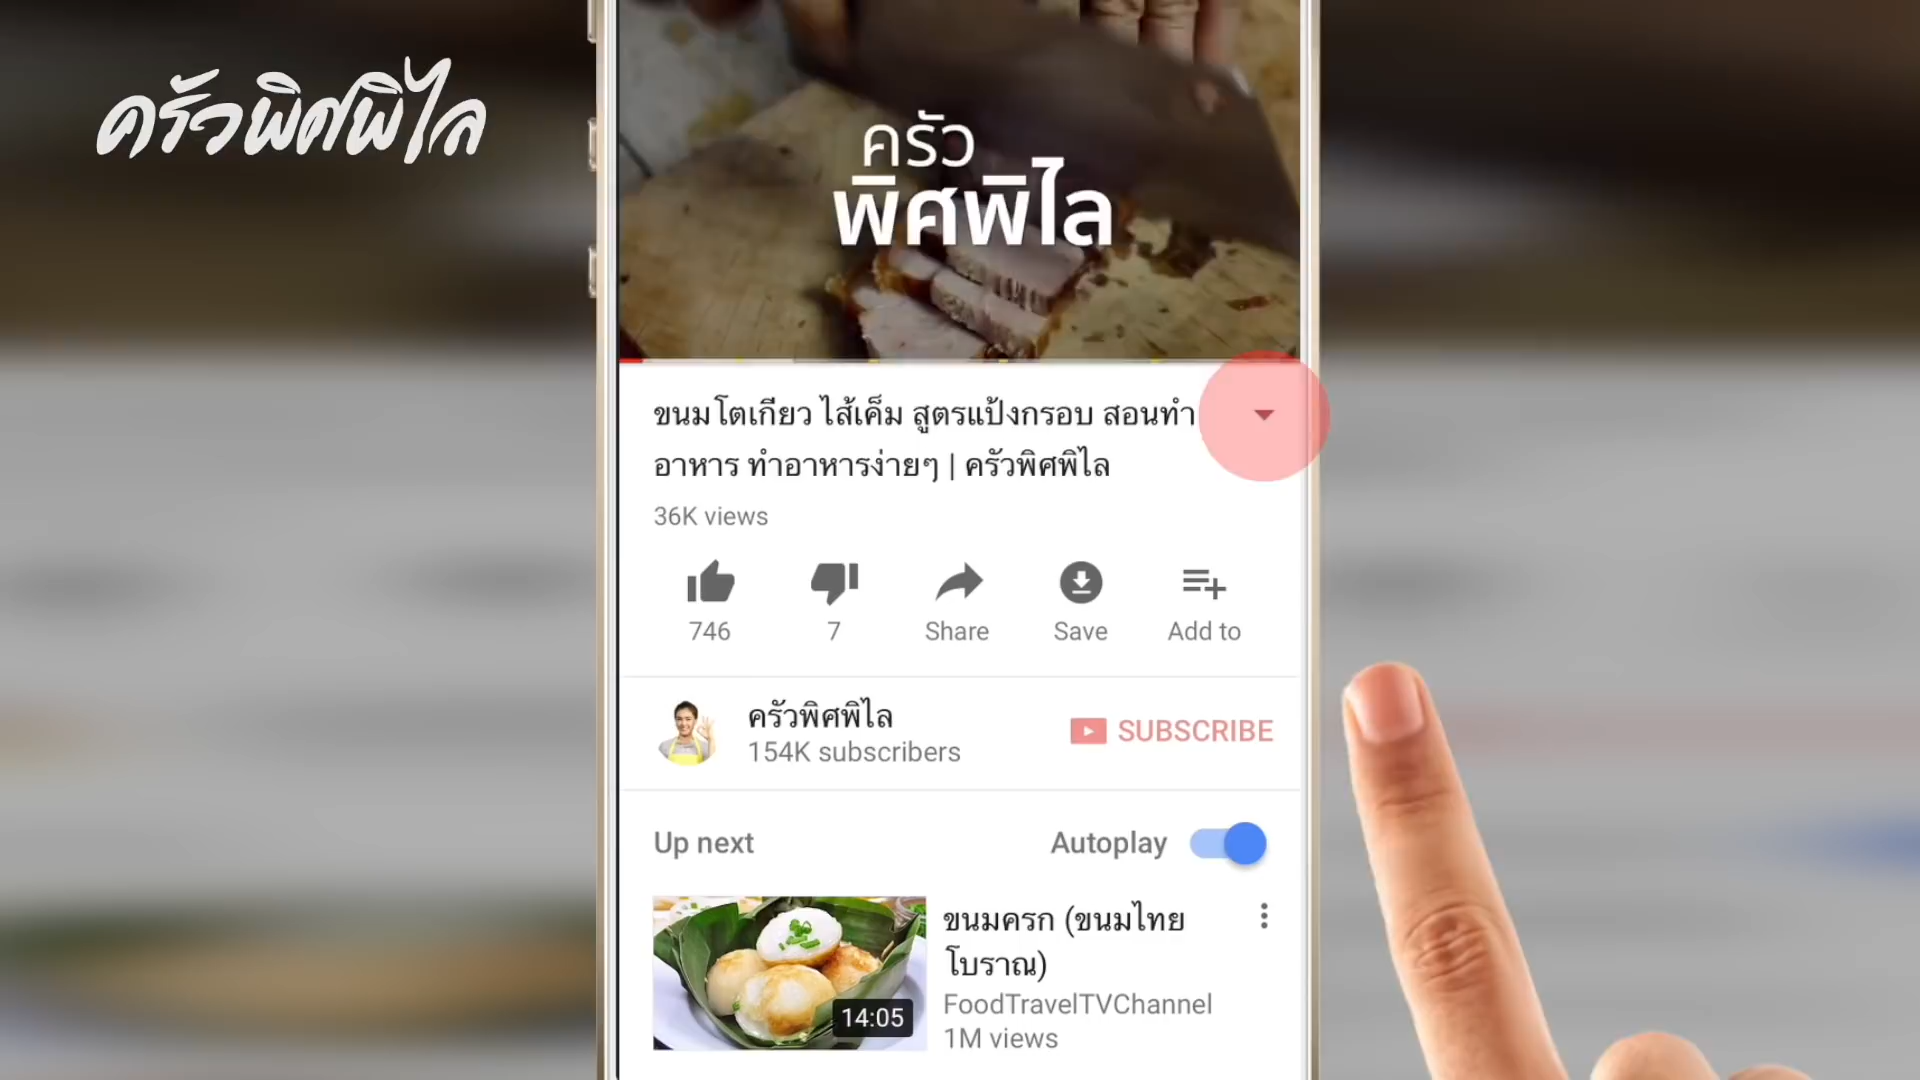 ครัวพิศพิไล
ครัว
พิศพิไล
ขนมโตเกียว ไส้เค็ม สูตรแป้งกรอบ สอนทำ
อาหาร ทำอาหารง่ายๆ | ครัวพิศพิไล
36K views
746
7
Share
Save
Add to
ครัวพิศพิไล
154K subscribers
SUBSCRIBE
Up next
Autoplay
ขนมครก (ขนมไทย
โบราณ)
FoodTravelTVChannel
1M views
14:05